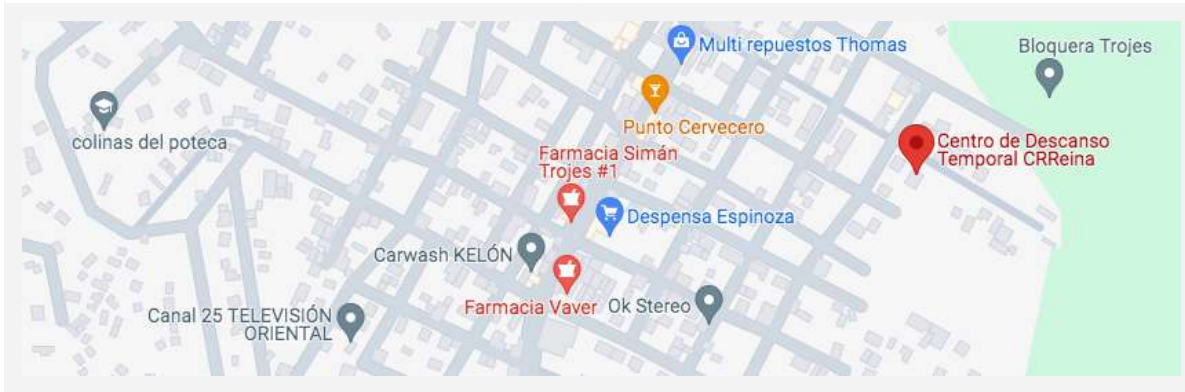 Multi repuestos Thomas
Bloquera Trojes
Punto Cervecero
colinas del poteca
Centro de Descanso
Temporal CRReina
Farmacia Simán
Trojes #1
Despensa Espinoza
Carwash KELÓN
Farmacia Vaver
Ok Stereo
Canal 25 TELEVISIÓN
ORIENTAL